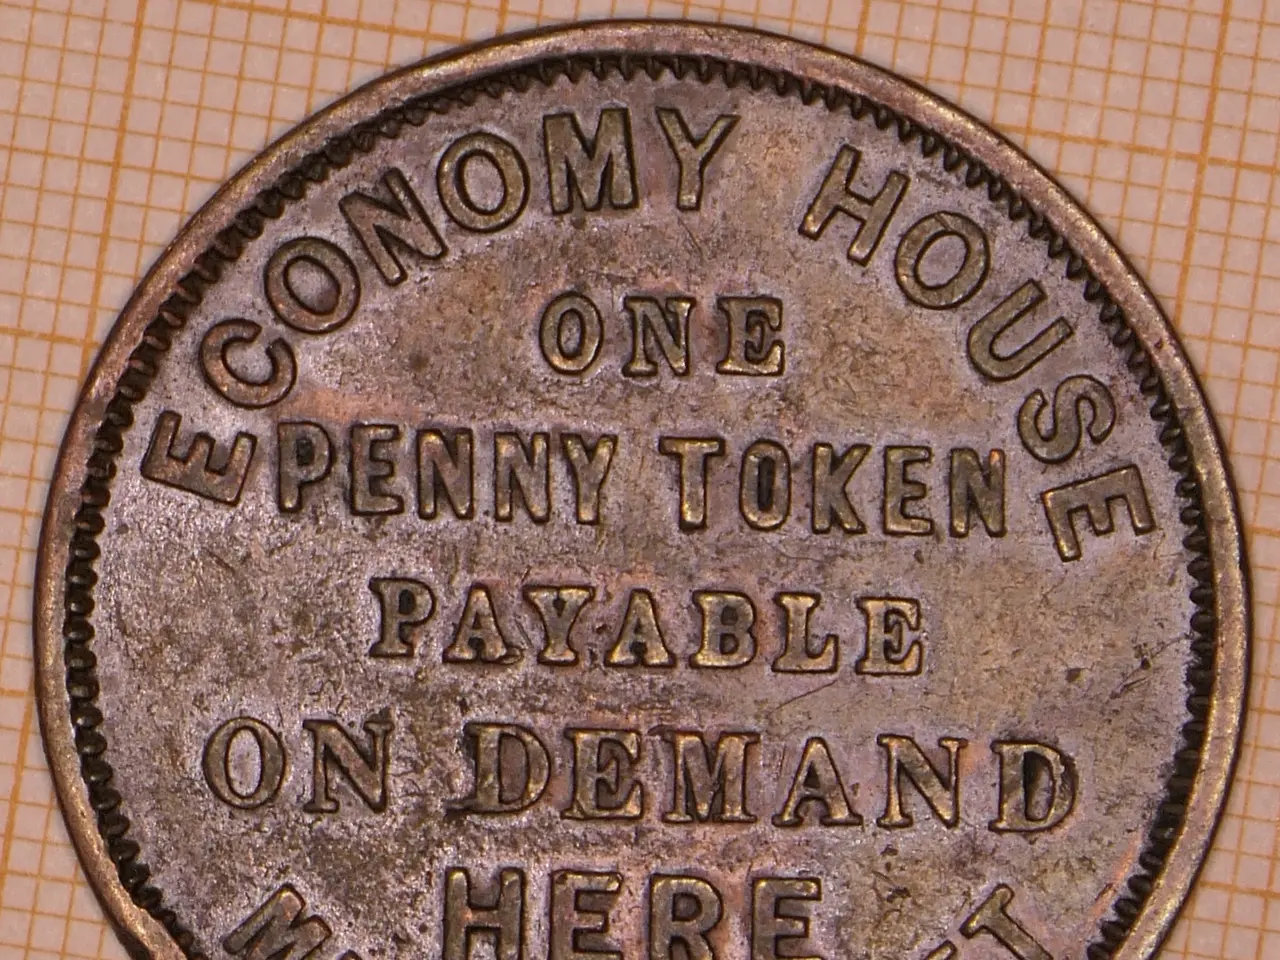 ECONOMY HOUSE
ONE
PENNY TOKEN
PAYABLE
ON DEMAND
HERE